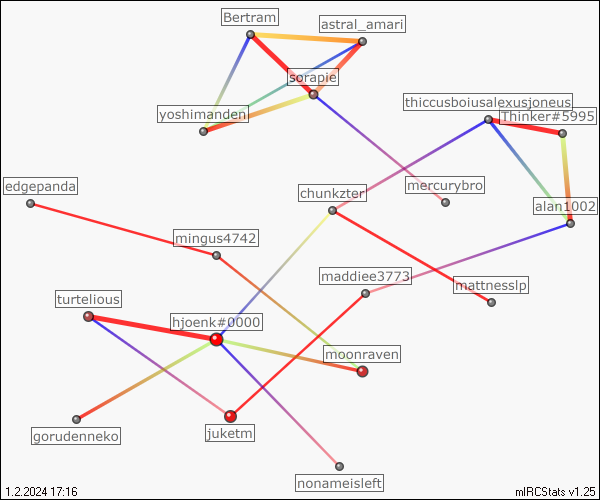 Bertram
astral_amari
sorapie
thiccusboiusalexusjoneus
yoshimanden
Thinker#5995
edgepanda
chunkzter
mercurybro
alan1002
mingus4742
maddiee3773
mattnesslp
turtelious
hjoenk#0000
moonraven
gorudenneko
juketm
nonameisleft
1.2.2024 17:16
mIRCStats v1.25